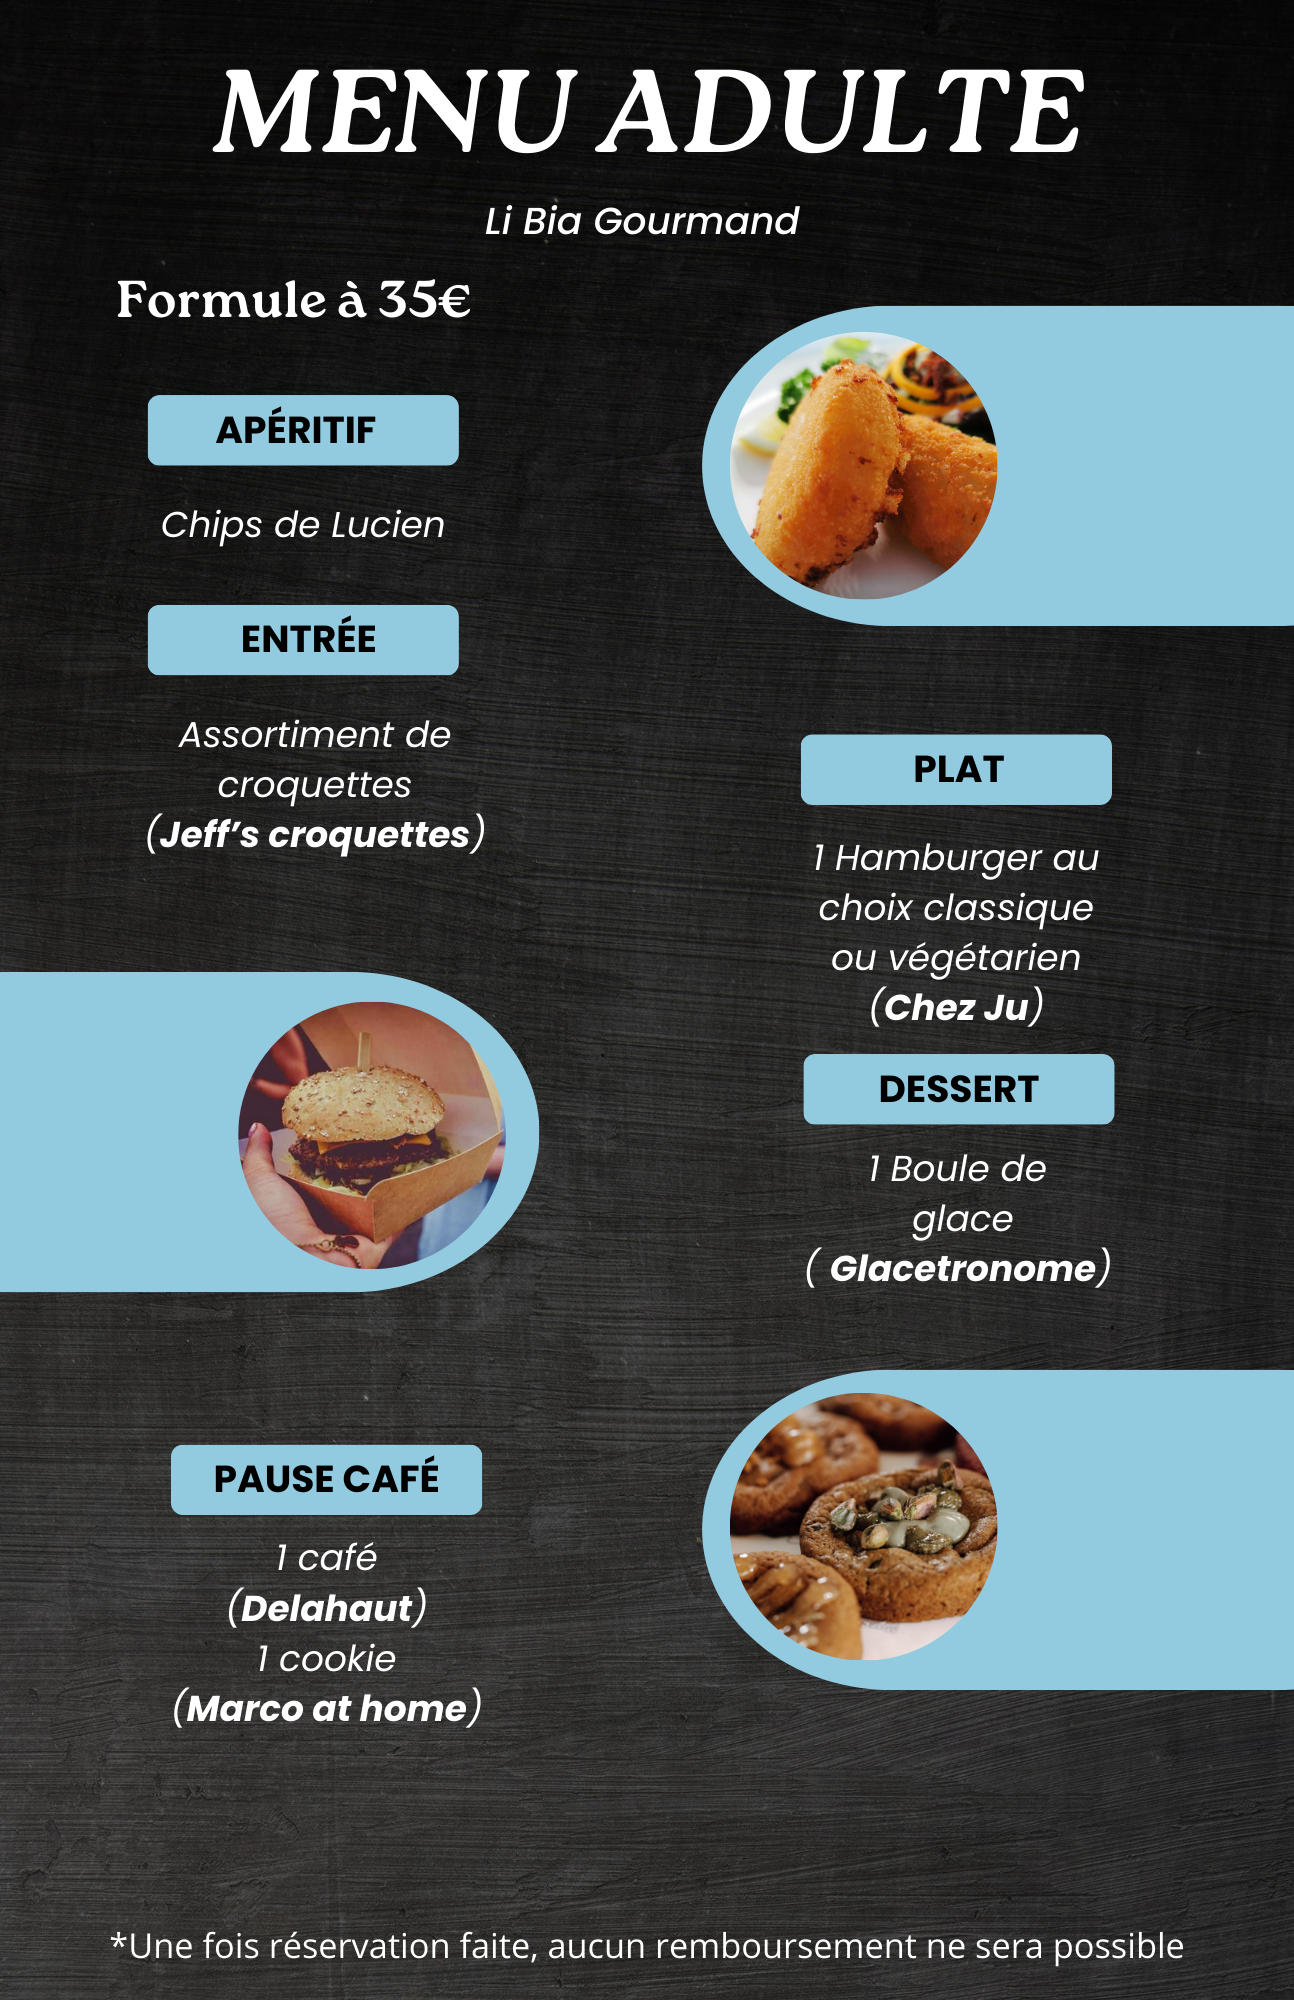 MENU ADULTE
Li Bia Gourmand
Formule à 35€
APÉRITIF
Chips de Lucien
ENTRÉE
Assortiment de
croquettes
(Jeff’s croquettes)
PLAT
1 Hamburger au
choix classique
ou végétarien
(Chez Ju)
DESSERT
1 Boule de
glace
( Glacetronome)
PAUSE CAFÉ
1 café
(Delahaut)
1 cookie
(Marco at home)
*Une fois réservation faite, aucun remboursement ne sera possible